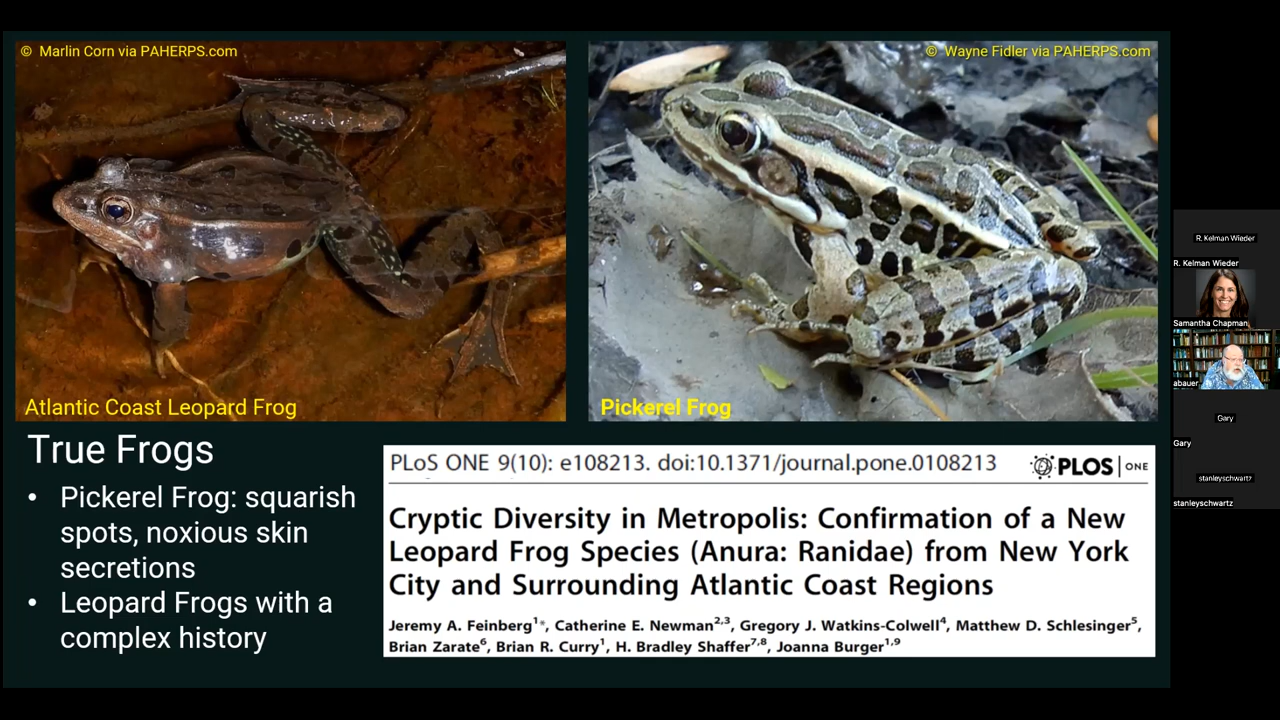 © Marlin Corn via PAHERPS.com
© Wayne Fidler via PAHERPS.com
Atlantic Coast Leopard Frog
Pickerel Frog
True Frogs
• Pickerel Frog: squarish
spots, noxious skin
secretions
• Leopard Frogs with a
complex history
PLoS ONE 9(10): e108213. doi:10.1371/journal.pone.0108213
PLOS | ONE
Cryptic Diversity in Metropolis: Confirmation of a New
Leopard Frog Species (Anura: Ranidae) from New York
City and Surrounding Atlantic Coast Regions
Jeremy A. Feinberg1*, Catherine E. Newman2,3, Gregory J. Watkins-Colwell4, Matthew D. Schlesinger5,
Brian Zarate6, Brian R. Curry1, H. Bradley Shaffer7,8, Joanna Burger1,9
R. Kelman Wieder
R. Kelman Wieder
Samantha Chapman
abauer
Gary
Gary
stanleyschwartz
stanleyschwartz